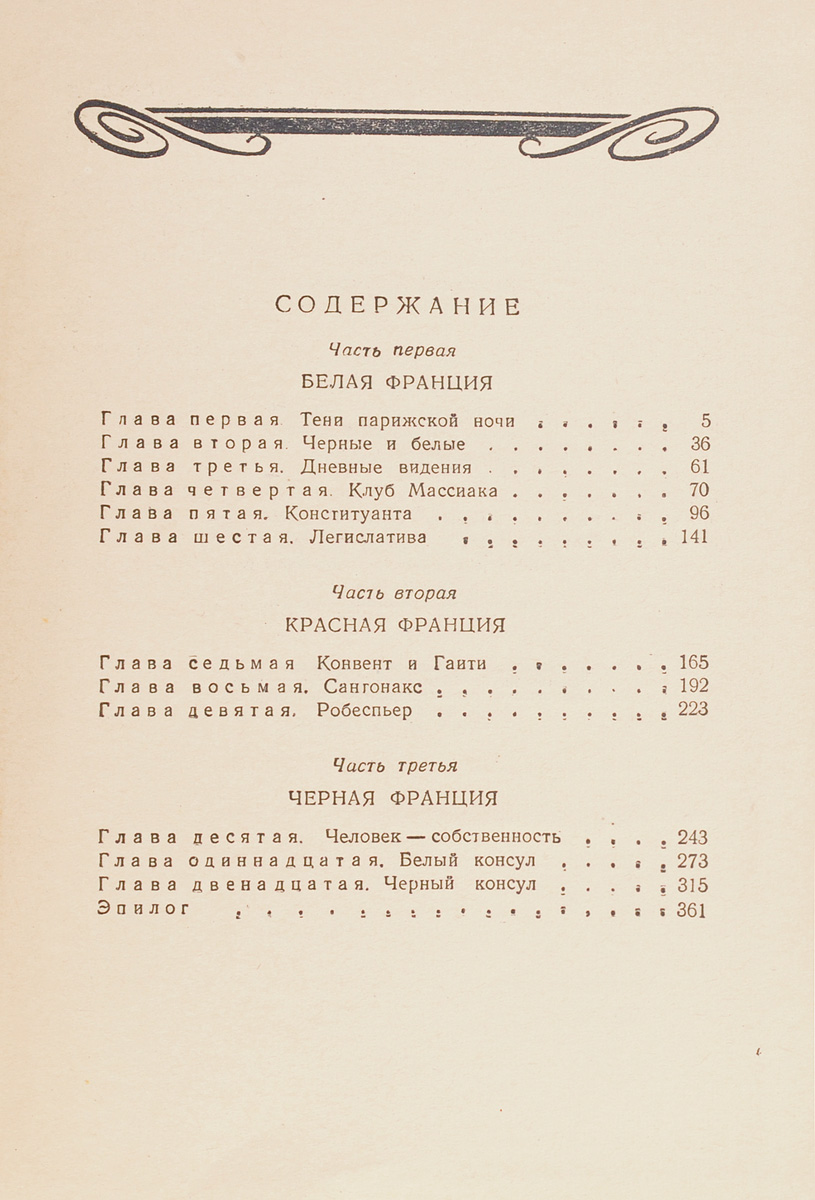 СОДЕРЖАНИЕ
Часть первая
БЕЛАЯ ФРАНЦИЯ
Глава первая. Тени парижской ночи . . . . . . 5
Глава вторая. Черные и белые . . . . . . . . 36
Глава третья. Дневные видения . . . . . . . . 61
Глава четвертая. Клуб Массиака . . . . . . . 70
Глава пятая. Конституанта . . . . . . . . . . 96
Глава шестая. Легислатива . . . . . . . . . 141
Часть вторая
КРАСНАЯ ФРАНЦИЯ
Глава седьмая Конвент и Гаити . . . . . . . 165
Глава восьмая. Сангонакс . . . . . . . . . . 192
Глава девятая. Робеспьер . . . . . . . . . . 223
Часть третья
ЧЕРНАЯ ФРАНЦИЯ
Глава десятая. Человек — собственность . . . . 243
Глава одиннадцатая. Белый консул . . . . . 273
Глава двенадцатая. Черный консул . . . . . 315
Эпилог . . . . . . . . . . . . . . . . . 361